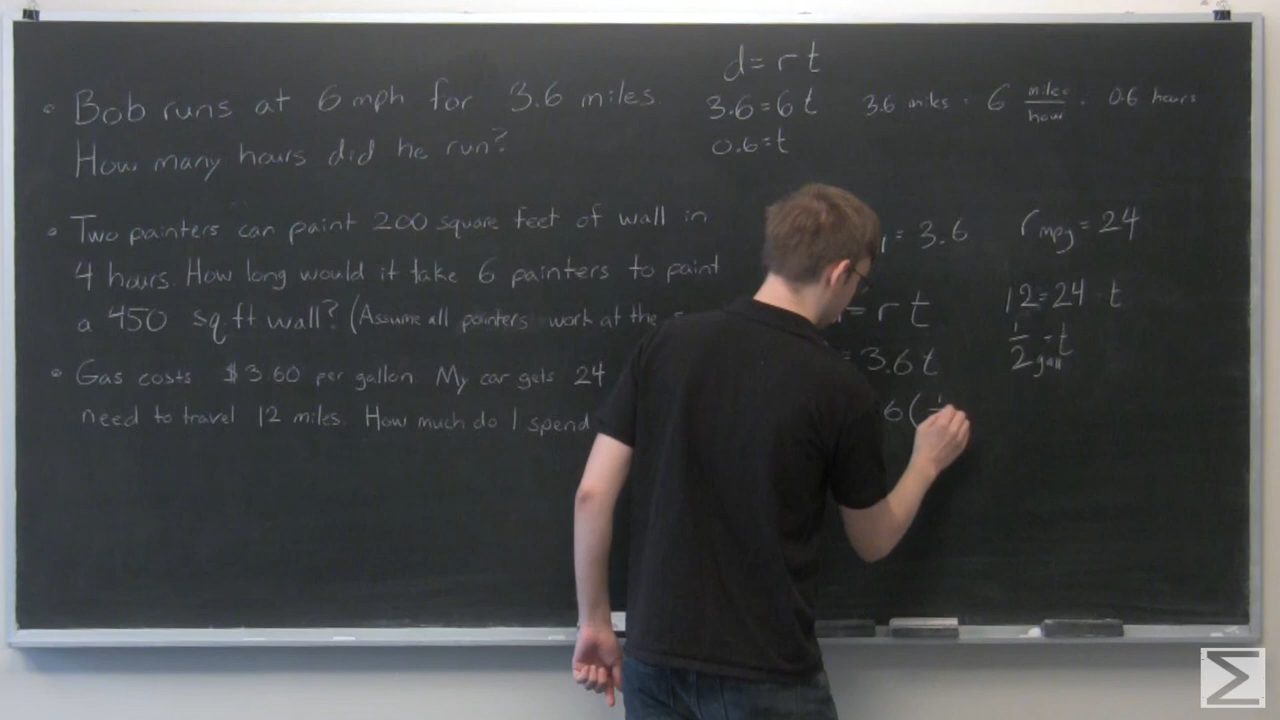 • Bob runs at 6 mph for 3.6 miles.
How many hours did he run?
d = r t
3.6 = 6 t
0.6 = t
3.6 miles · 6 miles/hour · 0.6 hours
• Two painters can paint 200 square feet of wall in
4 hours. How long would it take 6 painters to paint
a 450 sq ft wall? (Assume all painters work at the
• Gas costs $3.60 per gallon. My car gets 24
need to travel 12 miles. How much do I spend
= 3.6
= r t
= 3.6 t
6 (
r mpg = 24
12 = 24 · t
1/2 gall = t
Σ